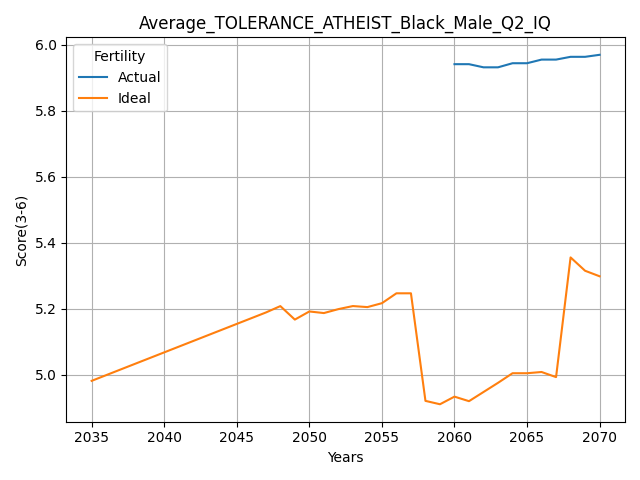 Average_TOLERANCE_ATHEIST_Black_Male_Q2_IQ
Fertility
Actual
Ideal
Score(3-6)
6.0
5.8
5.6
5.4
5.2
5.0
2035 2040 2045 2050 2055 2060 2065 2070
Years